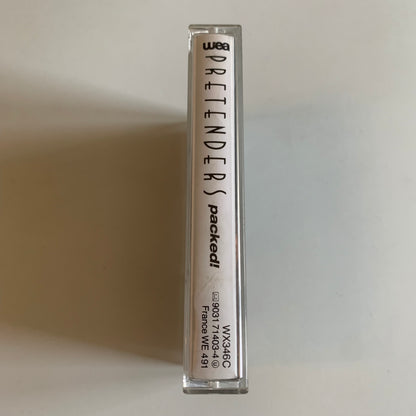 wea
PRETENDERS
packed!
WX346C
9031 71403-4
France WE 491